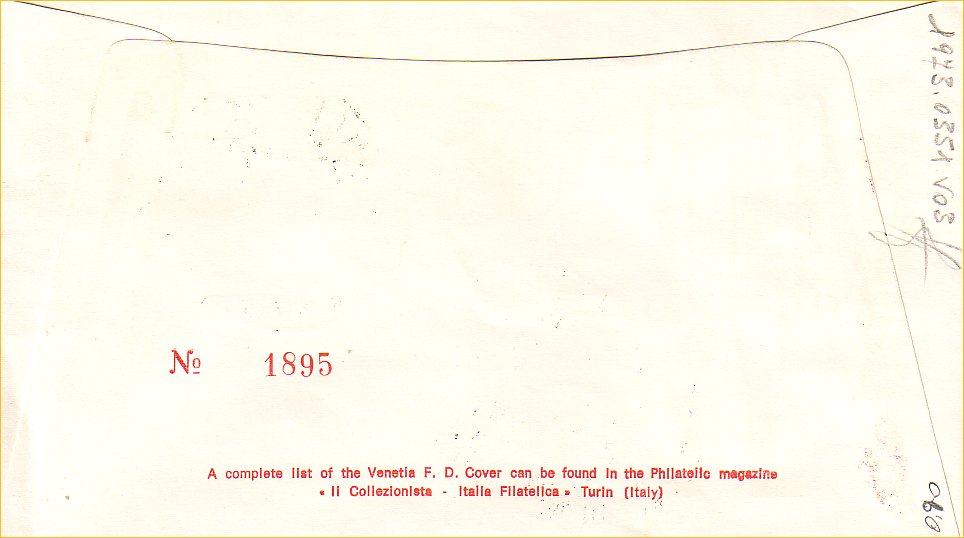 1973.0351 VO3
№ 1895
A complete list of the Venetia F. D. Cover can be found in the Philatelic magazine
« Il Collezionista - Italia Filatelica » Turin (Italy)